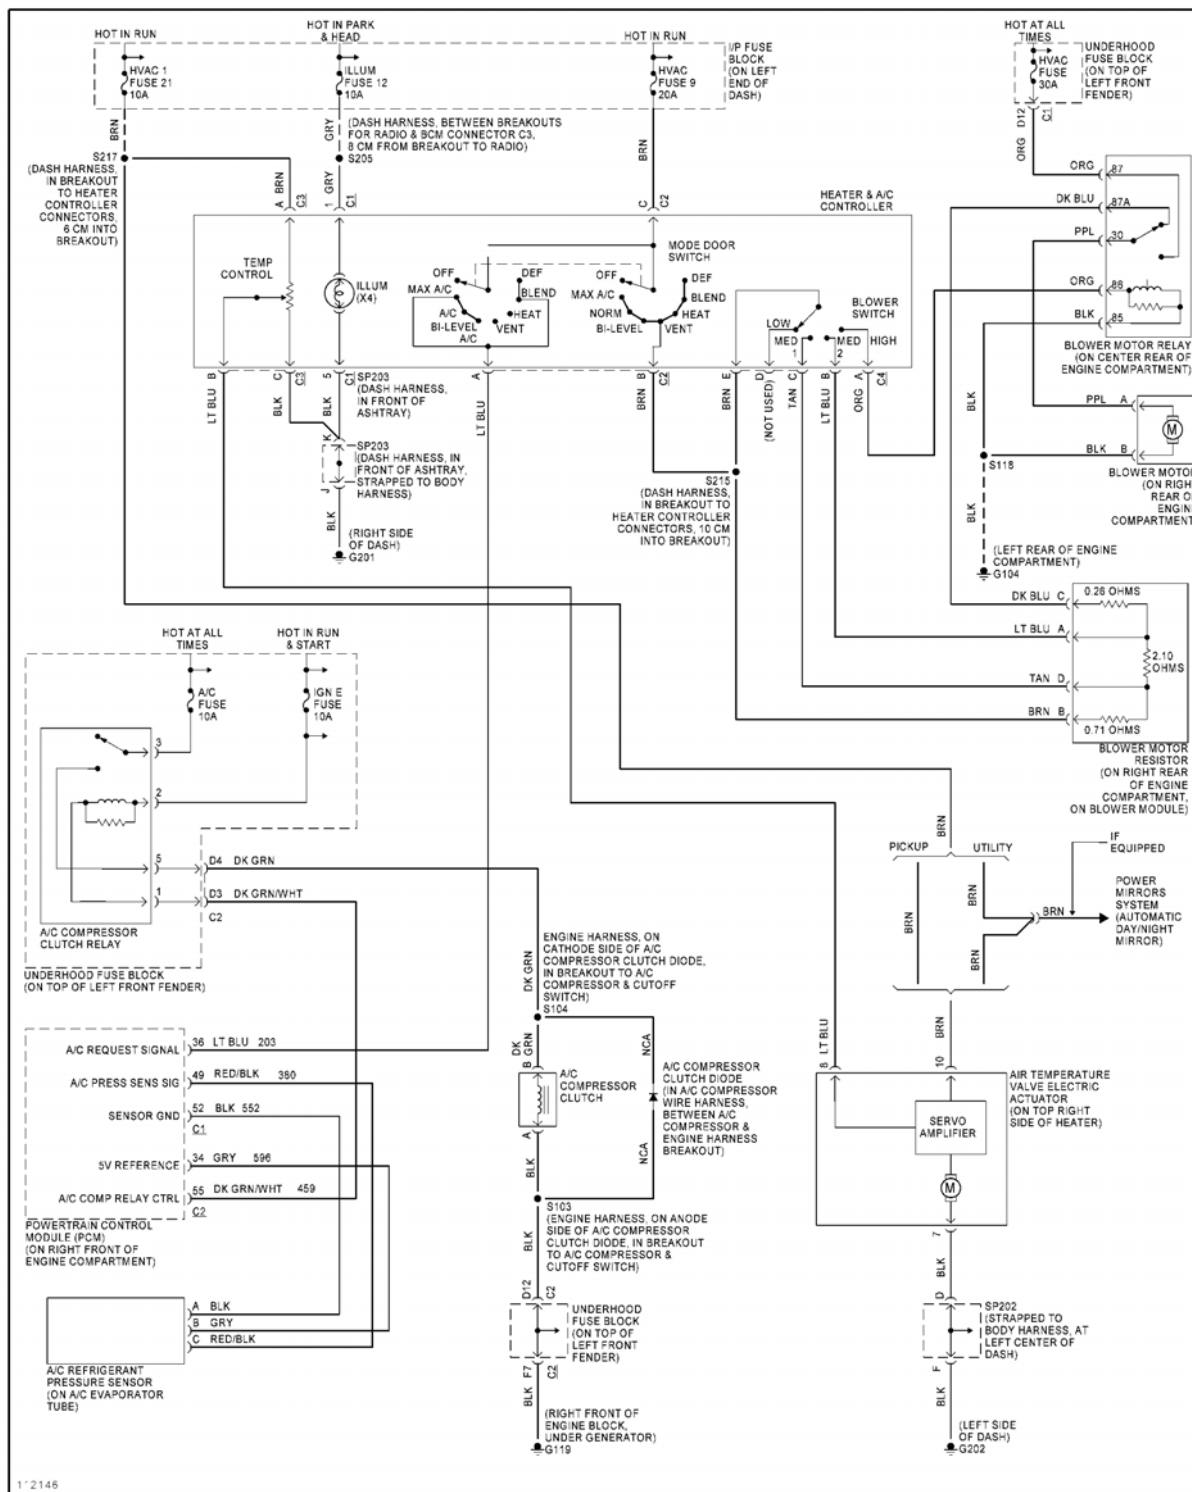 HOT IN RUN
HOT IN PARK
& HEAD
HOT IN RUN
HOT AT ALL
TIMES
HVAC 1
FUSE 21
10A
ILLUM
FUSE 12
10A
HVAC
FUSE 9
20A
I/P FUSE
BLOCK
(ON LEFT
END OF
DASH)
HVAC
FUSE
30A
UNDERHOOD
FUSE BLOCK
(ON TOP OF
LEFT FRONT
FENDER)
BRN
GRY
(DASH HARNESS, BETWEEN BREAKOUTS
FOR RADIO & BCM CONNECTOR C3,
8 CM FROM BREAKOUT TO RADIO)
S205
BRN
D12
C1
ORG
S217
(DASH HARNESS,
IN BREAKOUT
TO HEATER
CONTROLLER
CONNECTORS,
6 CM INTO
BREAKOUT)
A BRN
C3
1 GRY
C1
C
C2
HEATER & A/C
CONTROLLER
ORG 87
DK BLU 87A
PPL 30
ORG 86
BLK 85
BLOWER MOTOR RELAY
(ON CENTER REAR OF
ENGINE COMPARTMENT)
TEMP
CONTROL
ILLUM
(X4)
MODE DOOR
SWITCH
OFF
MAX A/C
A/C
BI-LEVEL
A/C
VENT
HEAT
BLEND
DEF
OFF
MAX A/C
NORM
BI-LEVEL
VENT
HEAT
BLEND
DEF
BLOWER
SWITCH
LOW
MED
1
MED
2
HIGH
B
LT BLU
C
C3
BLK
5
C1
BLK
SP203
(DASH HARNESS,
IN FRONT OF
ASHTRAY)
A
LT BLU
B
C2
BRN
E
BRN
D
(NOT USED)
C
TAN
B
LT BLU
A
C4
ORG
K
SP203
(DASH HARNESS, IN
FRONT OF ASHTRAY,
STRAPPED TO BODY
HARNESS)
J
BLK
(RIGHT SIDE
OF DASH)
G201
S215
(DASH HARNESS,
IN BREAKOUT TO
HEATER CONTROLLER
CONNECTORS, 10 CM
INTO BREAKOUT)
BLK
PPL A
M
BLK B
S118
BLOWER MOTOR
(ON RIGHT
REAR OF
ENGINE
COMPARTMENT
BLK
(LEFT REAR OF ENGINE
COMPARTMENT)
G104
DK BLU C
0.26 OHMS
LT BLU A
2.10
OHMS
TAN D
BRN B
0.71 OHMS
BLOWER MOTOR
RESISTOR
(ON RIGHT REAR
OF ENGINE
COMPARTMENT,
ON BLOWER MODULE)
HOT AT ALL
TIMES
HOT IN RUN
& START
A/C
FUSE
10A
IGN E
FUSE
10A
3
2
5
1
D4 DK GRN
D3 DK GRN/WHT
C2
A/C COMPRESSOR
CLUTCH RELAY
UNDERHOOD FUSE BLOCK
(ON TOP OF LEFT FRONT FENDER)
BRN
PICKUP
UTILITY
IF
EQUIPPED
BRN
BRN
BRN
BRN
POWER
MIRRORS
SYSTEM
(AUTOMATIC
DAY/NIGHT
MIRROR)
ENGINE HARNESS, ON
CATHODE SIDE OF A/C
COMPRESSOR CLUTCH DIODE,
IN BREAKOUT TO A/C
COMPRESSOR & CUTOFF
SWITCH)
S104
DK GRN
A/C REQUEST SIGNAL
36 LT BLU 203
A/C PRESS SENS SIG
49 RED/BLK 380
SENSOR GND
52 BLK 552
C1
5V REFERENCE
34 GRY 596
A/C COMP RELAY CTRL
55 DK GRN/WHT 459
C2
POWERTRAIN CONTROL
MODULE (PCM)
(ON RIGHT FRONT OF
ENGINE COMPARTMENT)
DK
B GRN
A/C
COMPRESSOR
CLUTCH
A
BLK
NCA
NCA
A/C COMPRESSOR
CLUTCH DIODE
(IN A/C COMPRESSOR
WIRE HARNESS,
BETWEEN A/C
COMPRESSOR &
ENGINE HARNESS
BREAKOUT)
S103
(ENGINE HARNESS, ON ANODE
SIDE OF A/C COMPRESSOR
CLUTCH DIODE, IN BREAKOUT
TO A/C COMPRESSOR &
CUTOFF SWITCH)
BLK
8 LT BLU
10
BRN
SERVO
AMPLIFIER
M
AIR TEMPERATURE
VALVE ELECTRIC
ACTUATOR
(ON TOP RIGHT
SIDE OF HEATER)
7
BLK
A BLK
B GRY
C RED/BLK
A/C REFRIGERANT
PRESSURE SENSOR
(ON A/C EVAPORATOR
TUBE)
D12
C2
UNDERHOOD
FUSE BLOCK
(ON TOP OF
LEFT FRONT
FENDER)
F7
C2
BLK
(RIGHT FRONT OF
ENGINE BLOCK,
UNDER GENERATOR)
G119
D
SP202
(STRAPPED TO
BODY HARNESS, AT
LEFT CENTER OF
DASH)
F
BLK
(LEFT SIDE
OF DASH)
G202